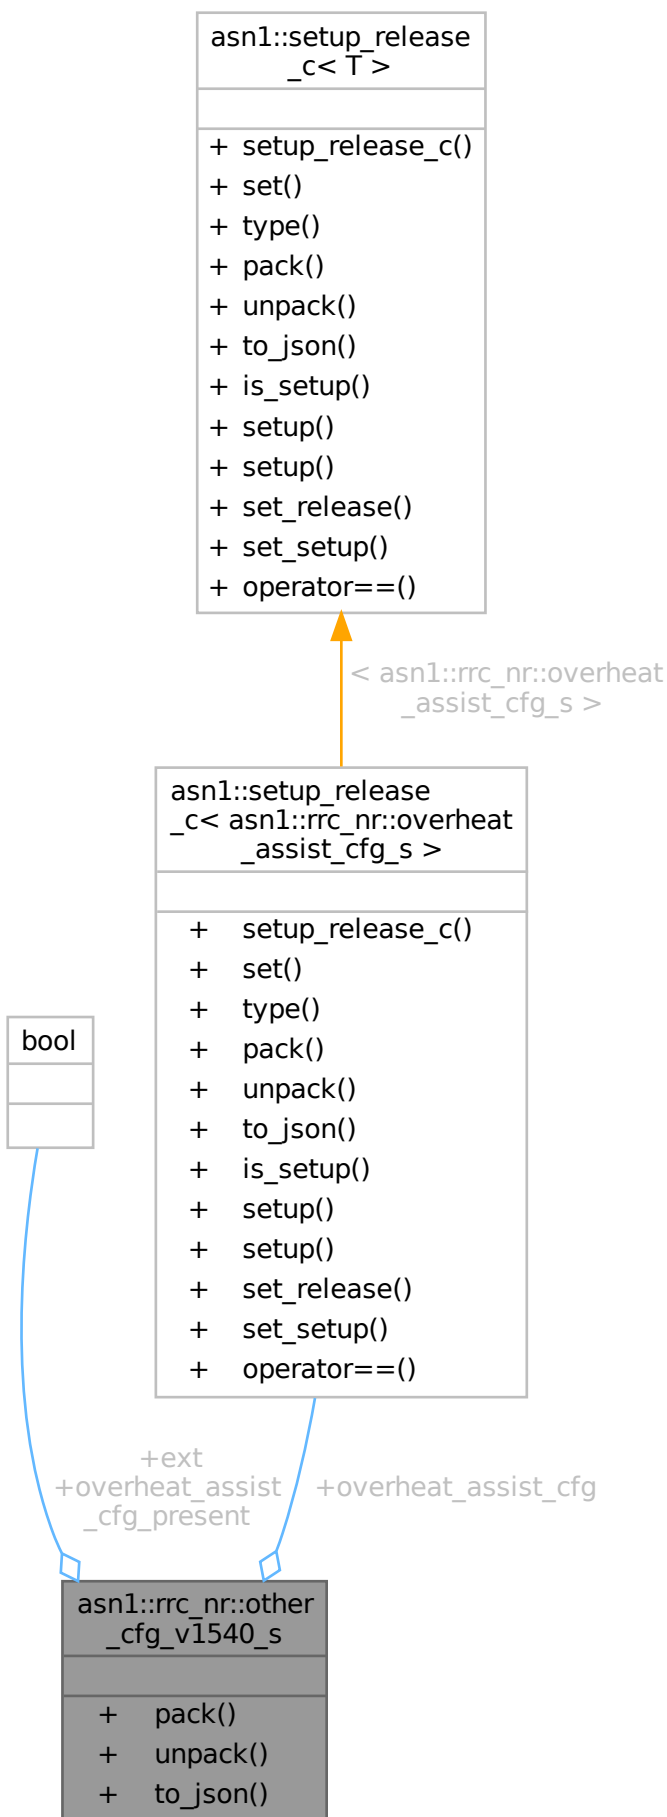 asn1::setup_release
_c< T >
+ setup_release_c()
+ set()
+ type()
+ pack()
+ unpack()
+ to_json()
+ is_setup()
+ setup()
+ setup()
+ set_release()
+ set_setup()
+ operator==()
< asn1::rrc_nr::overheat
_assist_cfg_s >
asn1::setup_release
_c< asn1::rrc_nr::overheat
_assist_cfg_s >
+ setup_release_c()
+ set()
+ type()
+ pack()
+ unpack()
+ to_json()
+ is_setup()
+ setup()
+ setup()
+ set_release()
+ set_setup()
+ operator==()
bool
+ext
+overheat_assist
_cfg_present
+overheat_assist_cfg
asn1::rrc_nr::other
_cfg_v1540_s
+ pack()
+ unpack()
+ to_json()